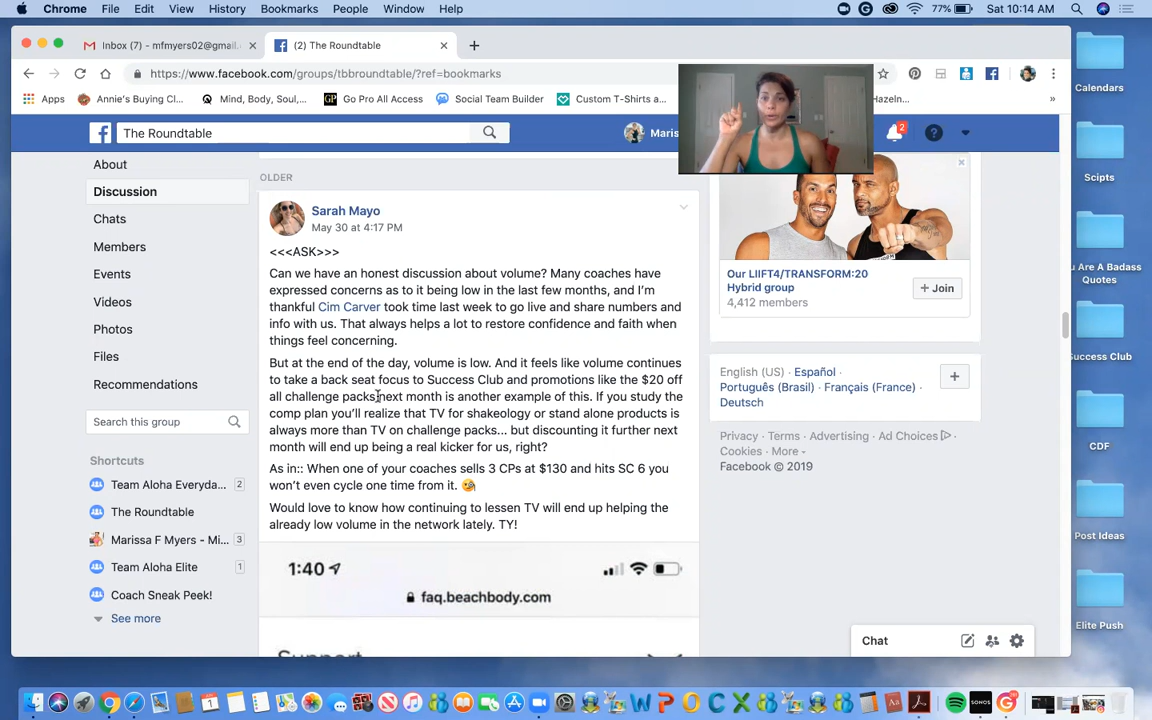 Chrome File Edit View History Bookmarks People Window Help 77% Sat 10:14 AM
Inbox (7) - mfmyers02@gmail. × (2) The Roundtable × +
https://www.facebook.com/groups/tbbroundtable/?ref=bookmarks
Apps Annie's Buying Cl... Mind, Body, Soul,... GP Go Pro All Access Social Team Builder Custom T-Shirts a... Hazeln... »
The Roundtable Maris 2
About
Discussion
Chats
Members
Events
Videos
Photos
Files
Recommendations
Search this group
Shortcuts
Team Aloha Everyda... 2
The Roundtable
Marissa F Myers - Mi... 3
Team Aloha Elite 1
Coach Sneak Peek!
See more
OLDER
Sarah Mayo
May 30 at 4:17 PM
<<<ASK>>>
Can we have an honest discussion about volume? Many coaches have
expressed concerns as to it being low in the last few months, and I'm
thankful Cim Carver took time last week to go live and share numbers and
info with us. That always helps a lot to restore confidence and faith when
things feel concerning.
But at the end of the day, volume is low. And it feels like volume continues
to take a back seat focus to Success Club and promotions like the $20 off
all challenge packs next month is another example of this. If you study the
comp plan you'll realize that TV for shakeology or stand alone products is
always more than TV on challenge packs... but discounting it further next
month will end up being a real kicker for us, right?
As in:: When one of your coaches sells 3 CPs at $130 and hits SC 6 you
won't even cycle one time from it.
Would love to know how continuing to lessen TV will end up helping the
already low volume in the network lately. TY!
1:40
faq.beachbody.com
Support
Our LIIFT4/TRANSFORM:20
Hybrid group
4,412 members
+ Join
English (US) · Español ·
Português (Brasil) · Français (France) ·
Deutsch
+
Privacy · Terms · Advertising · Ad Choices ·
Cookies · More
Facebook © 2019
Chat
Calendars
Scipts
u Are A Badass
Quotes
Success Club
CDF
Post Ideas
Elite Push